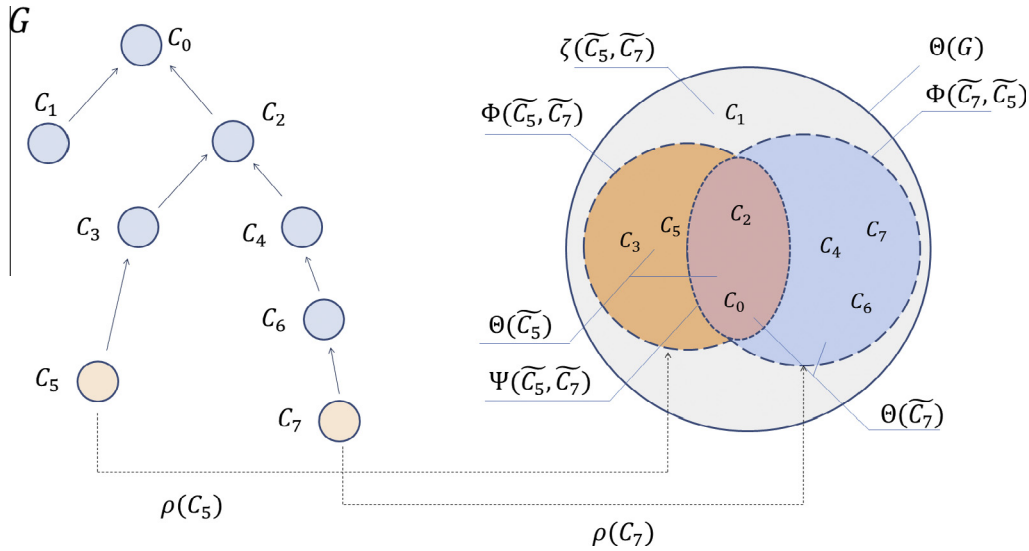 G
C₀
C₁
C₂
C₃
C₄
C₆
C₅
C₇
ρ(C₅)
ζ(C̃₅, C̃₇)
Θ(G)
Φ(C̃₅, C̃₇)
Φ(C̃₇, C̃₅)
C₁
C₂
C₃ C₅
C₄ C₇
C₀
C₆
Θ(C̃₅)
Ψ(C̃₅, C̃₇)
Θ(C̃₇)
ρ(C₇)